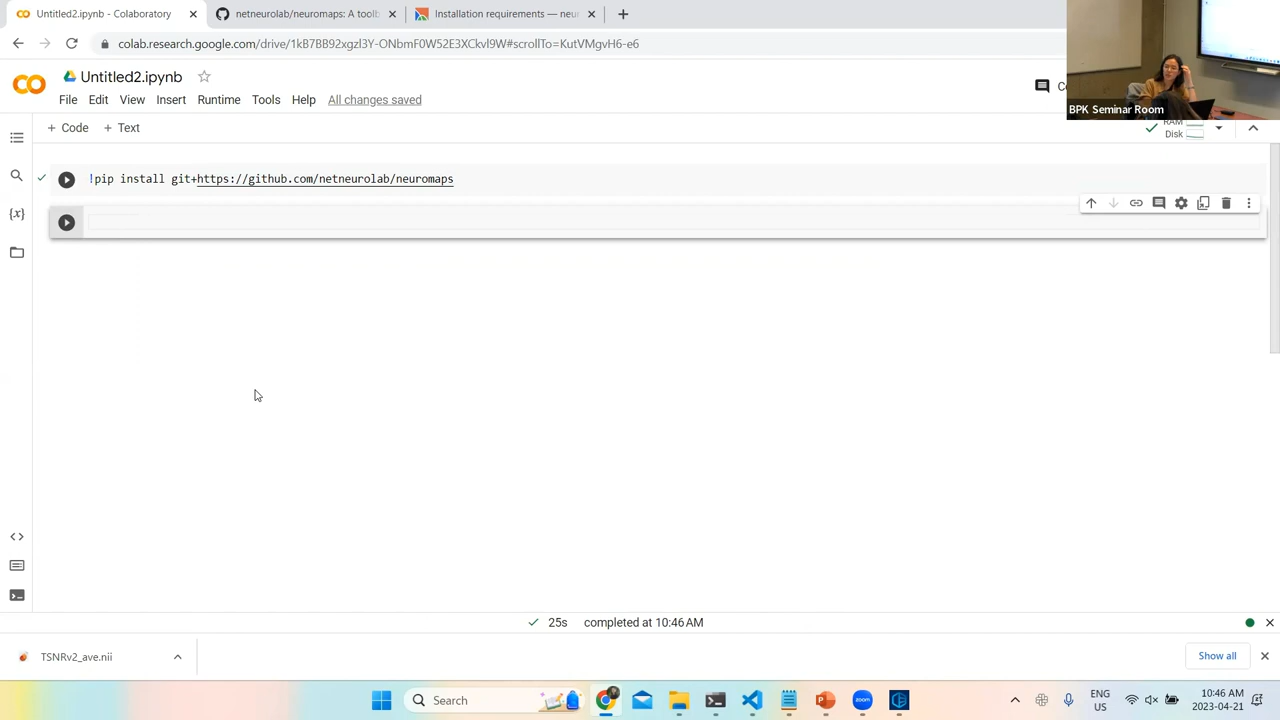 Untitled2.ipynb - Colaboratory
netneurolab/neuromaps: A toolb
Installation requirements — neu
colab.research.google.com/drive/1kB7BB92xgzl3Y-ONbmF0W52E3XCkvl9W#scrollTo=KutVMgvH6-e6
CO
Untitled2.ipynb
File Edit View Insert Runtime Tools Help All changes saved
BPK Seminar Room
+ Code + Text
RAM
Disk
!pip install git+https://github.com/netneurolab/neuromaps
{x}
25s completed at 10:46 AM
TSNRv2_ave.nii
Show all
Search
zoom
ENG
US
10:46 AM
2023-04-21